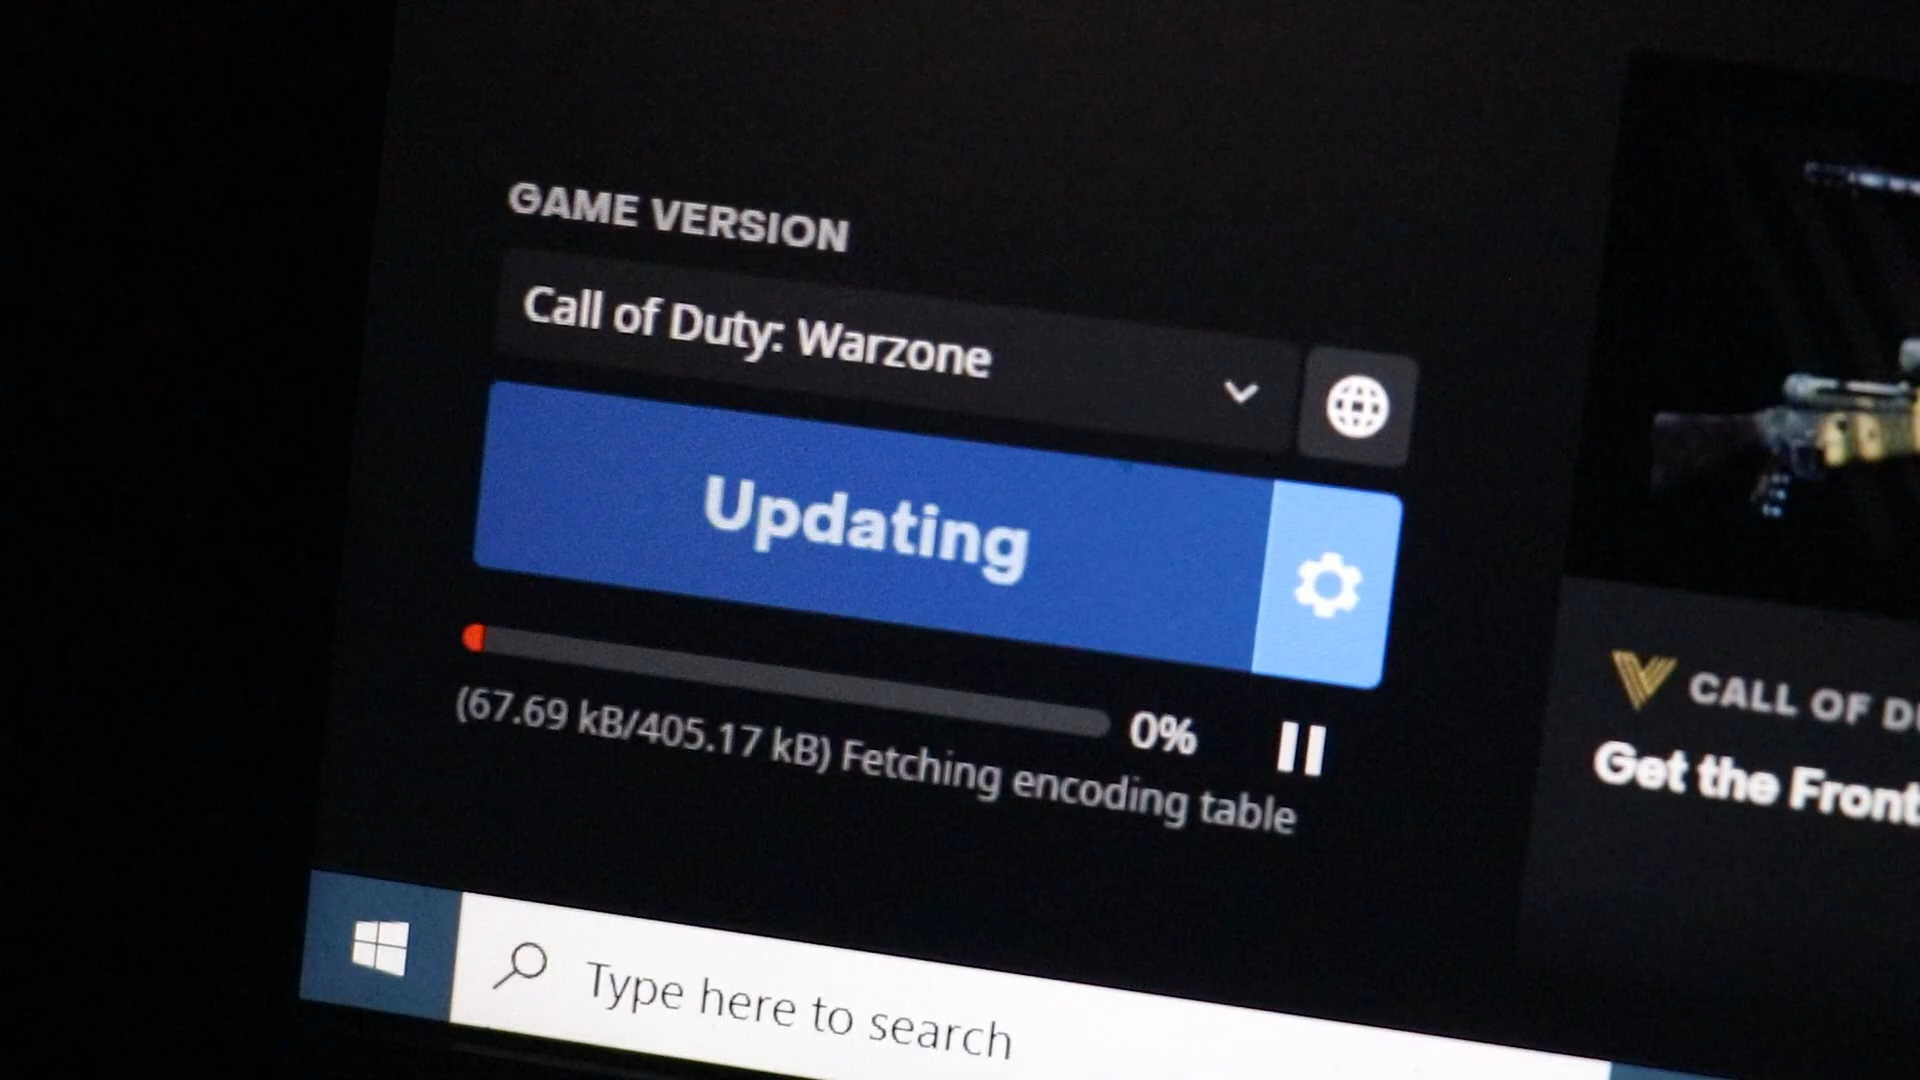 GAME VERSION
Call of Duty: Warzone
Updating
0%
(67.69 kB/405.17 kB) Fetching encoding table
CALL OF
Get the Front
Type here to search